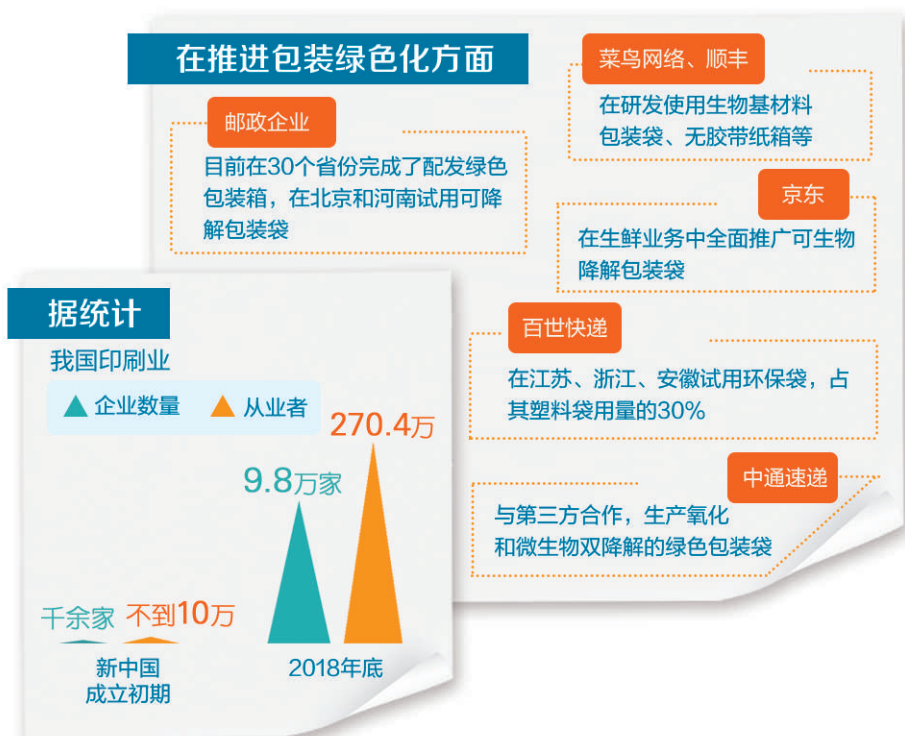 在推进包装绿色化方面
邮政企业
目前在30个省份完成了配发绿色
包装箱，在北京和河南试用可降
解包装袋
菜鸟网络、顺丰
在研发使用生物基材料
包装袋、无胶带纸箱等
京东
在生鲜业务中全面推广可生物
降解包装袋
百世快递
在江苏、浙江、安徽试用环保袋，占
其塑料袋用量的30%
中通速递
与第三方合作，生产氧化
和微生物双降解的绿色包装袋
据统计
我国印刷业
企业数量 从业者
270.4万
9.8万家
千余家 不到10万
新中国
成立初期
2018年底